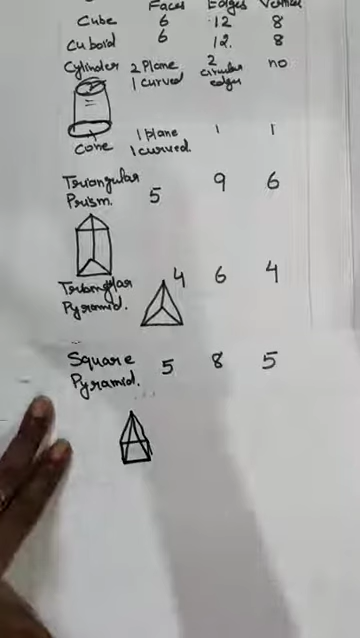 Faces Edges Vertices
Cube 6 12 8
Cuboid 6 12. 8
Cylinder 2 Plane 2 no
1 curved circular
edges
Cone 1 plane 1 1
1 curved.
Triangular 5 9 6
Prism.
Triangular 4 6 4
Pyramid.
Square 5 8 5
Pyramid.